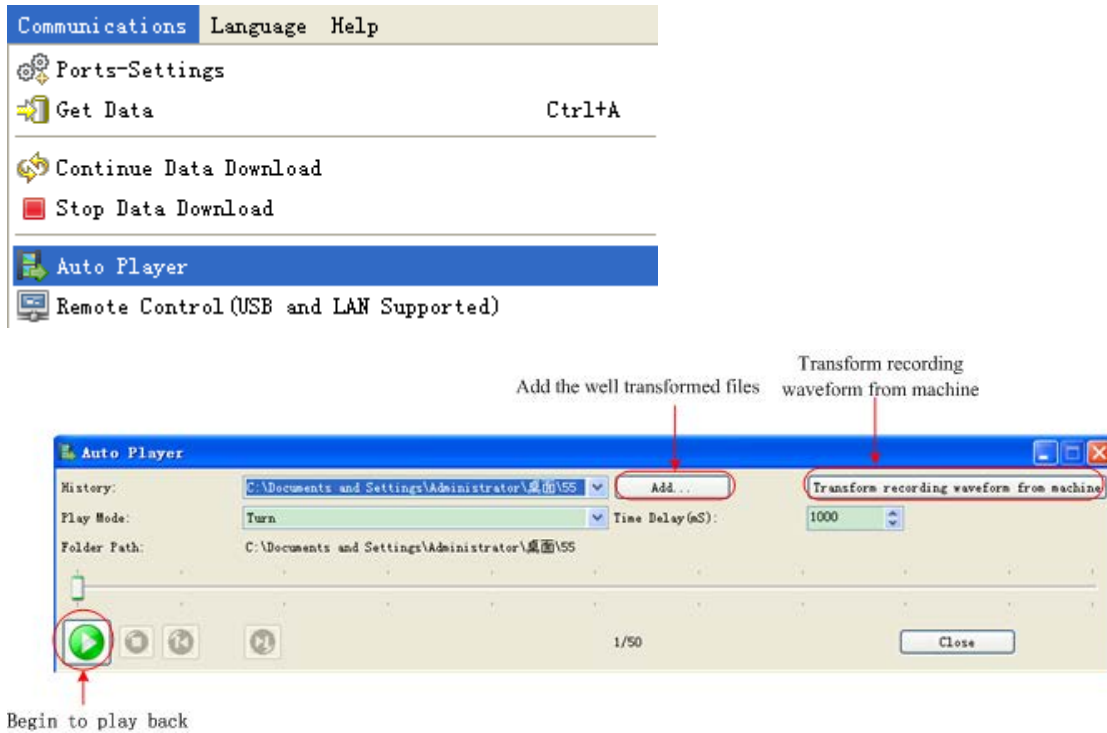 Communications Language Help
Ports-Settings
Get Data Ctrl+A
Continue Data Download
Stop Data Download
Auto Player
Remote Control(USB and LAN Supported)
Transform recording
waveform from machine
Add the well transformed files
Auto Player
History: C:\Documents and Settings\Administrator\桌面\55 Add... Transform recording waveform from machine
Play Mode: Turn Time Delay(mS): 1000
Folder Path: C:\Documents and Settings\Administrator\桌面\55
1/50 Close
Begin to play back